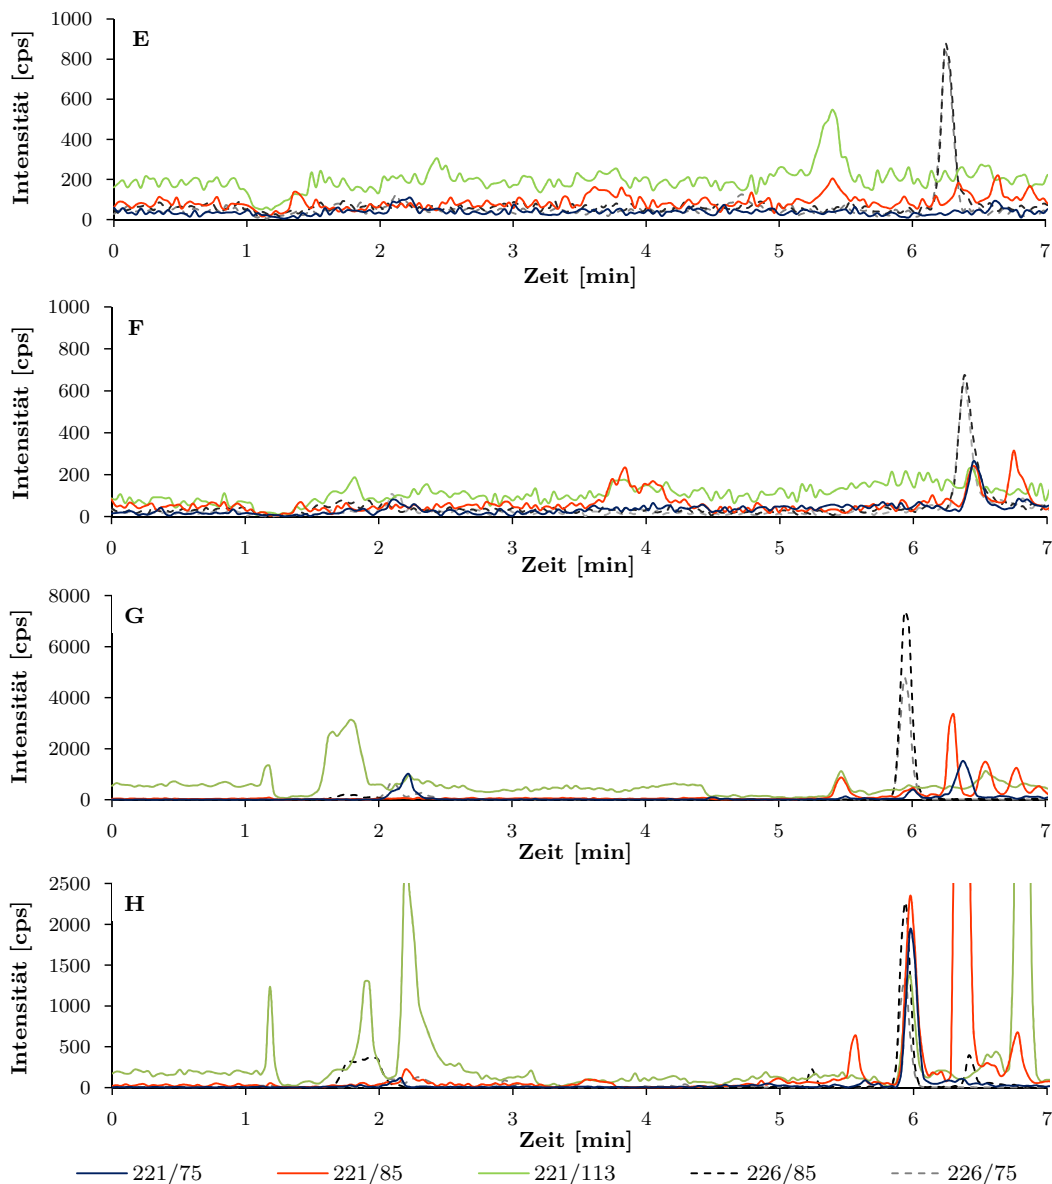 E
Intensität [cps]
1000
800
600
400
200
0
0 1 2 3 4 5 6 7
Zeit [min]
F
Intensität [cps]
1000
800
600
400
200
0
0 1 2 3 4 5 6 7
Zeit [min]
G
Intensität [cps]
8000
6000
4000
2000
0
0 1 2 3 4 5 6 7
Zeit [min]
H
Intensität [cps]
2500
2000
1500
1000
500
0
0 1 2 3 4 5 6 7
Zeit [min]
221/75 221/85 221/113 226/85 226/75